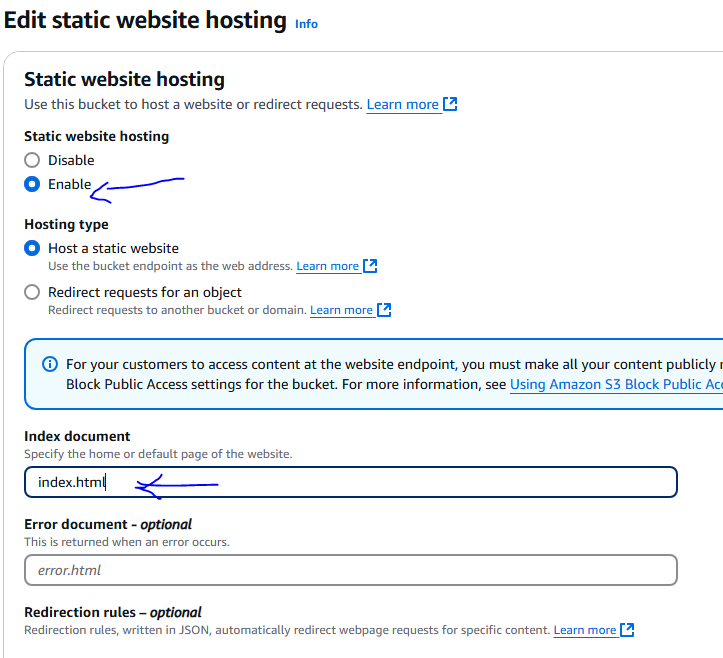 Edit static website hosting Info
Static website hosting
Use this bucket to host a website or redirect requests. Learn more
Static website hosting
Disable
Enable
Hosting type
Host a static website
Use the bucket endpoint as the web address. Learn more
Redirect requests for an object
Redirect requests to another bucket or domain. Learn more
For your customers to access content at the website endpoint, you must make all your content publicly
Block Public Access settings for the bucket. For more information, see Using Amazon S3 Block Public
Index document
Specify the home or default page of the website.
index.html
Error document - optional
This is returned when an error occurs.
error.html
Redirection rules – optional
Redirection rules, written in JSON, automatically redirect webpage requests for specific content. Learn more